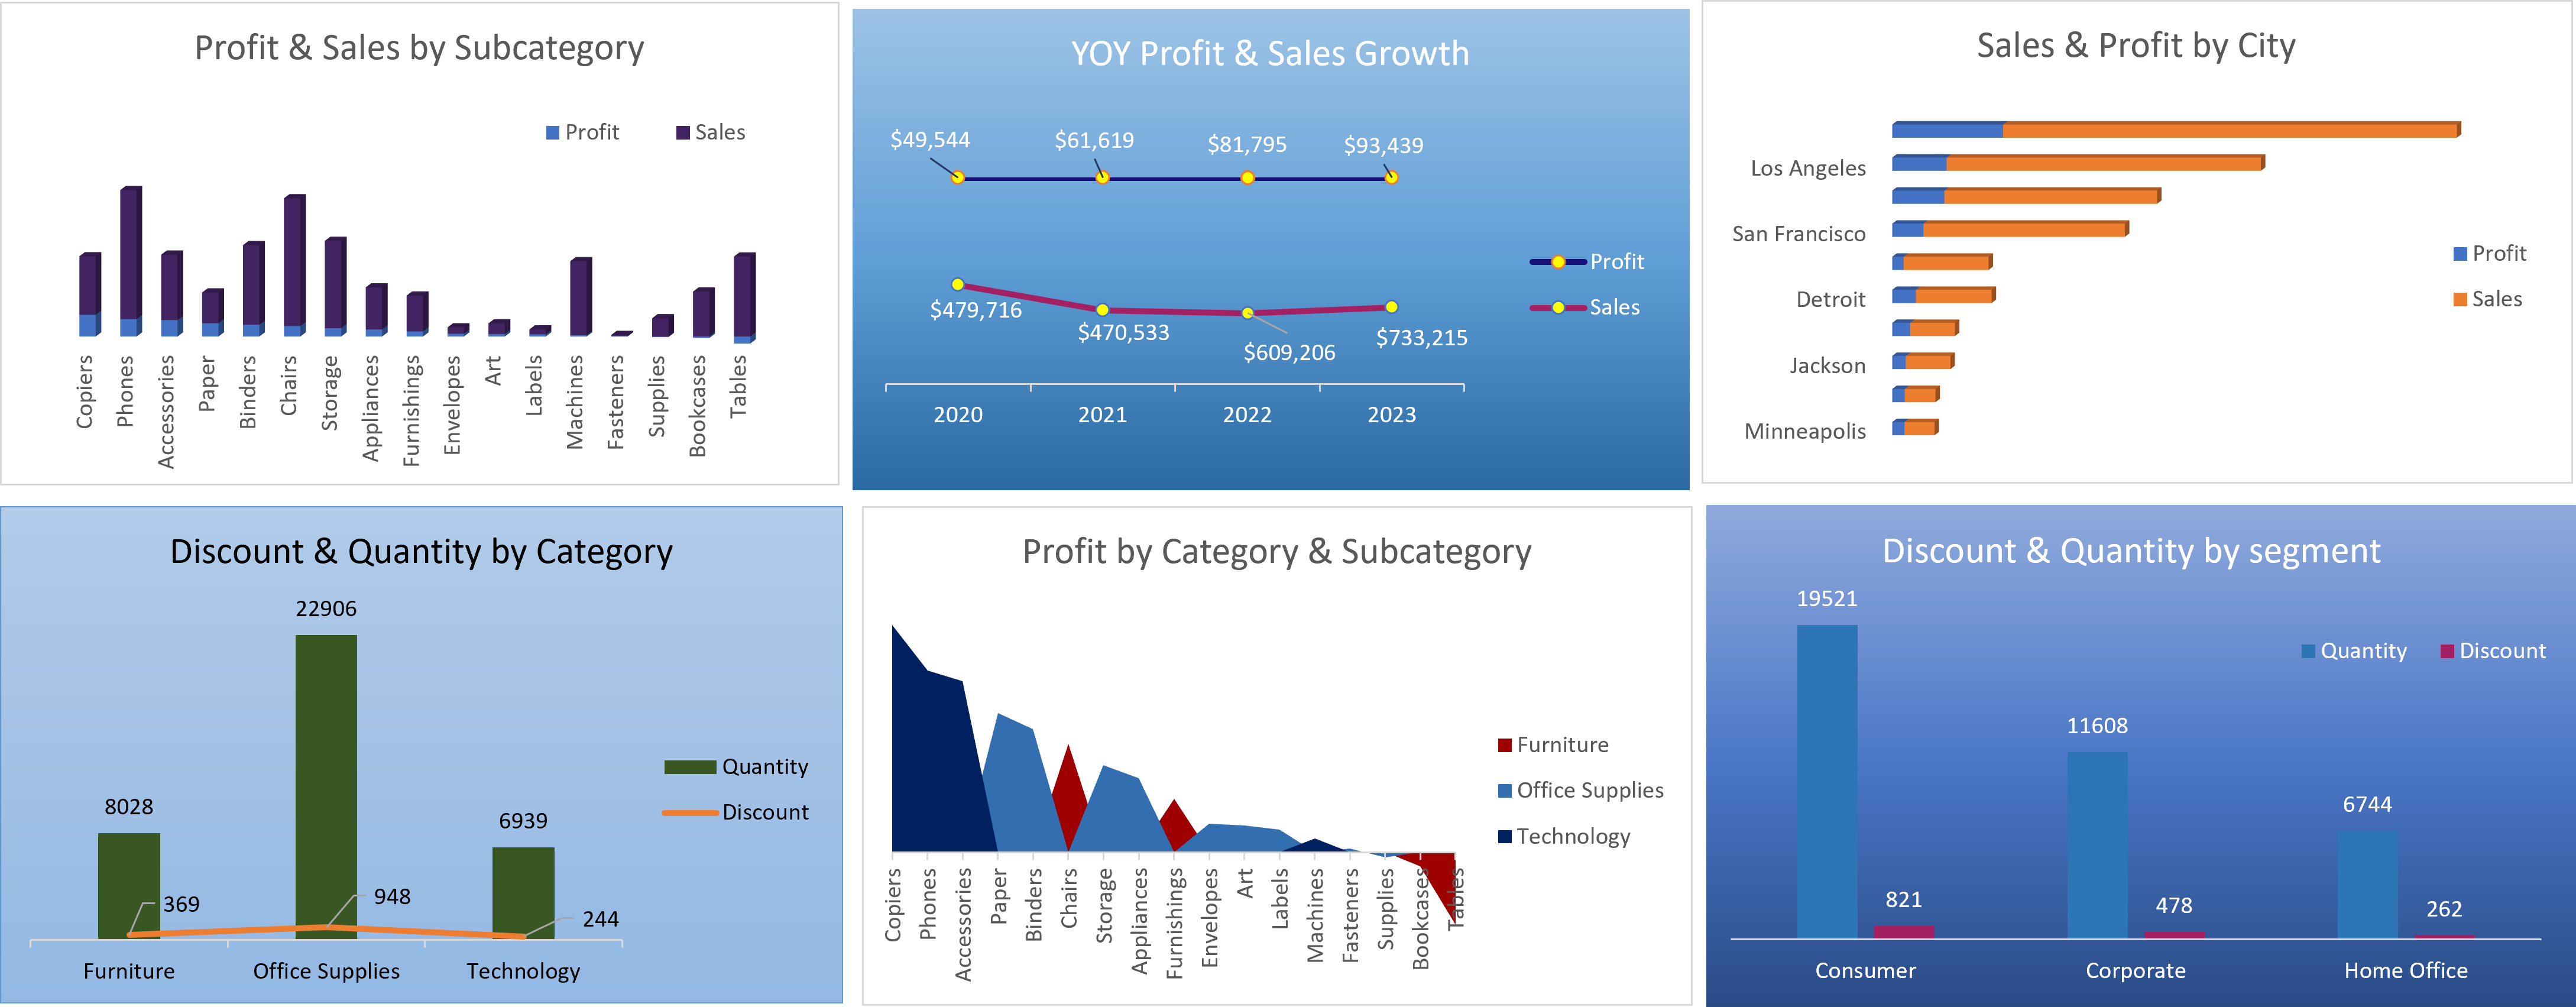 Profit & Sales by Subcategory
Profit
Sales
Copiers
Phones
Accessories
Paper
Binders
Chairs
Storage
Appliances
Furnishings
Envelopes
Art
Labels
Machines
Fasteners
Supplies
Bookcases
Tables
YOY Profit & Sales Growth
$49,544
$61,619
$81,795
$93,439
$479,716
$470,533
$609,206
$733,215
Profit
Sales
2020
2021
2022
2023
Sales & Profit by City
Los Angeles
San Francisco
Detroit
Jackson
Minneapolis
Profit
Sales
Discount & Quantity by Category
22906
8028
6939
369
948
244
Quantity
Discount
Furniture
Office Supplies
Technology
Profit by Category & Subcategory
Furniture
Office Supplies
Technology
Copiers
Phones
Accessories
Paper
Binders
Chairs
Storage
Appliances
Furnishings
Envelopes
Art
Labels
Machines
Fasteners
Supplies
Bookcases
Tables
Discount & Quantity by segment
19521
11608
6744
821
478
262
Quantity
Discount
Consumer
Corporate
Home Office